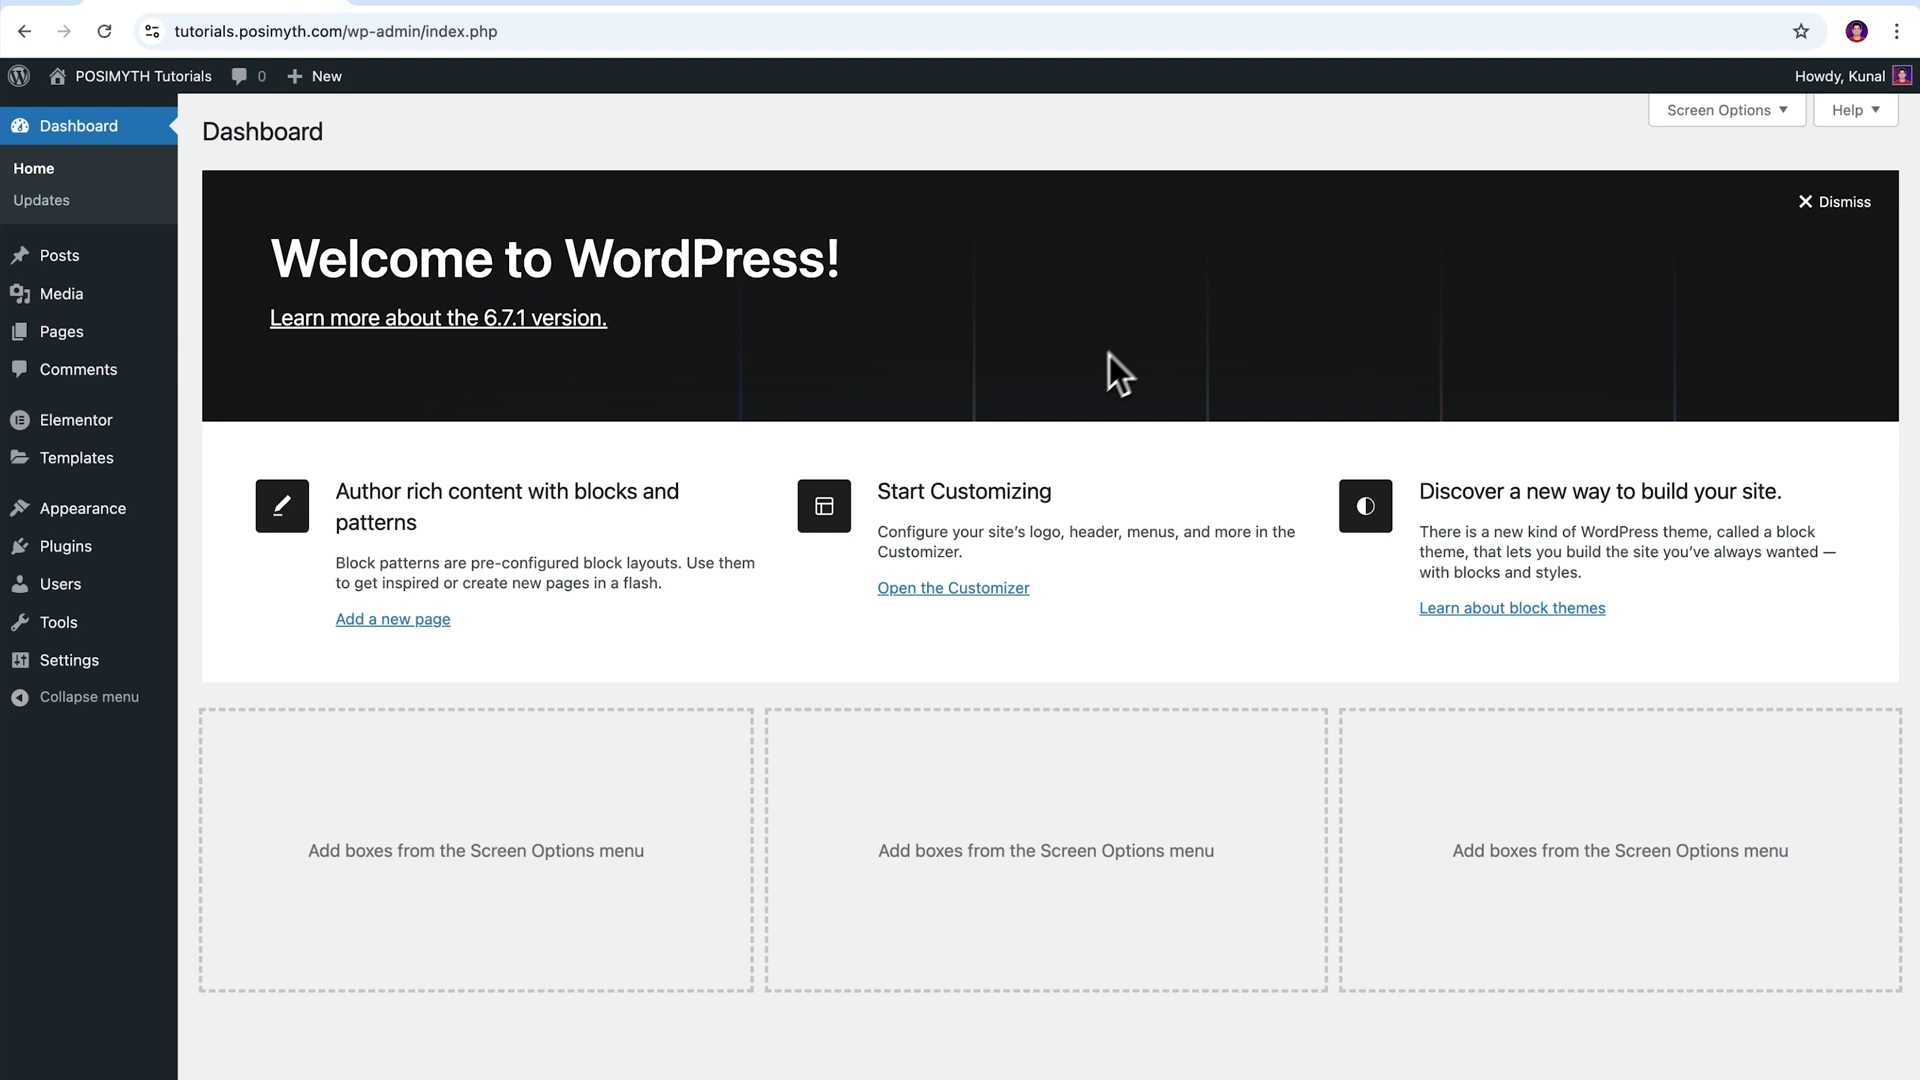 tutorials.posimyth.com/wp-admin/index.php
POSIMYTH Tutorials 0 New Howdy, Kunal
Screen Options Help
Dashboard
Home
Updates
Posts
Media
Pages
Comments
Elementor
Templates
Appearance
Plugins
Users
Tools
Settings
Collapse menu
Dashboard
Dismiss
Welcome to WordPress!
Learn more about the 6.7.1 version.
Author rich content with blocks and
patterns
Block patterns are pre-configured block layouts. Use them
to get inspired or create new pages in a flash.
Add a new page
Start Customizing
Configure your site’s logo, header, menus, and more in the
Customizer.
Open the Customizer
Discover a new way to build your site.
There is a new kind of WordPress theme, called a block
theme, that lets you build the site you’ve always wanted —
with blocks and styles.
Learn about block themes
Add boxes from the Screen Options menu
Add boxes from the Screen Options menu
Add boxes from the Screen Options menu